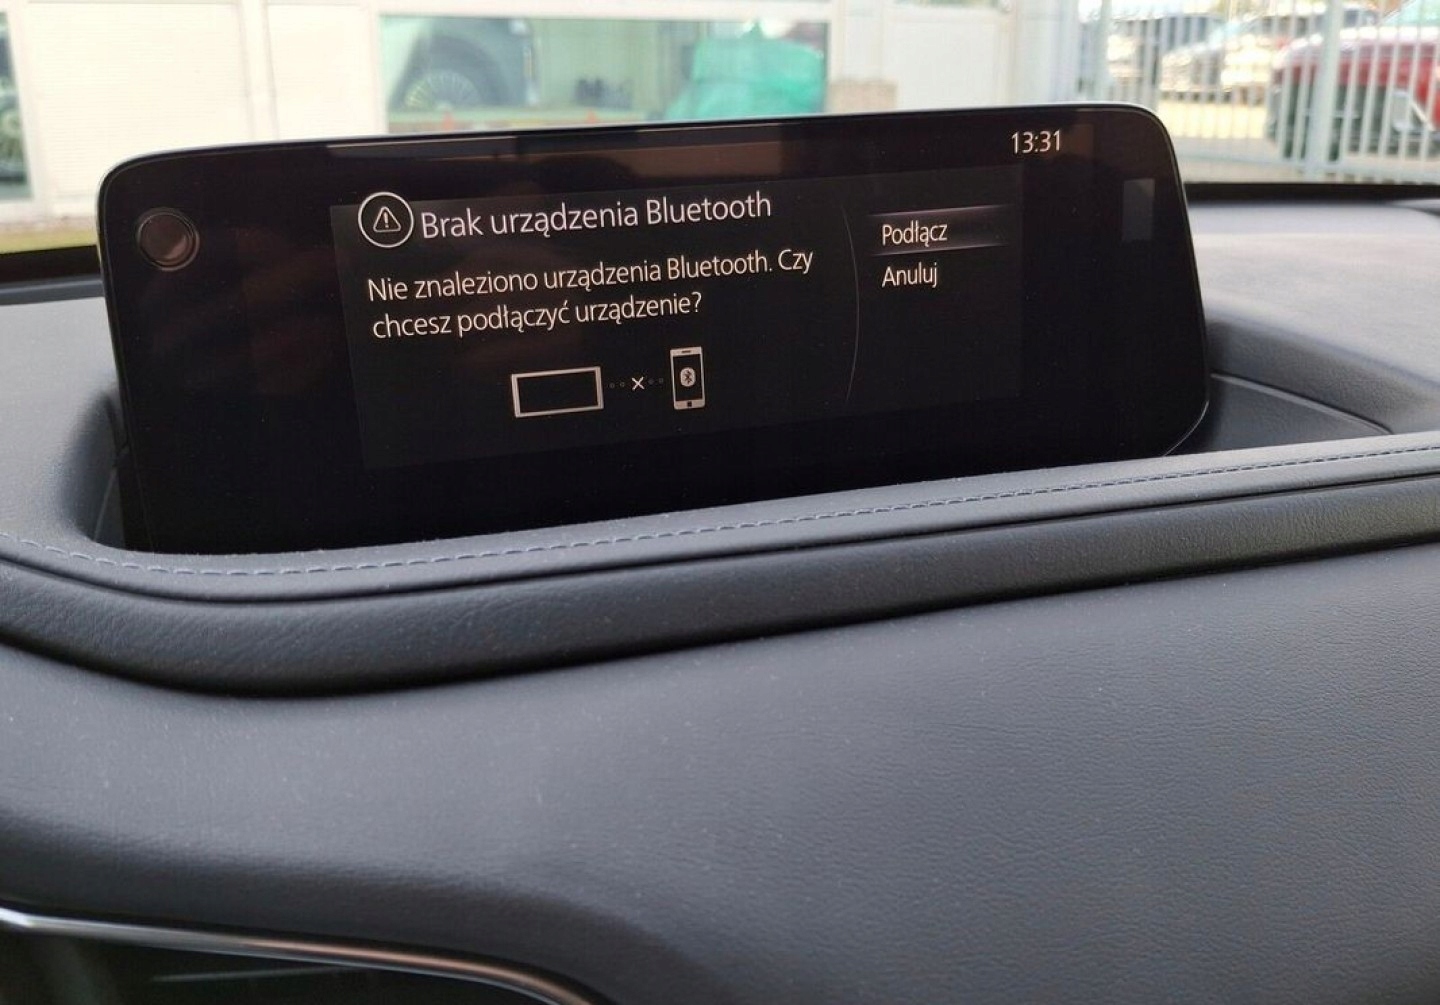 13:31
Brak urządzenia Bluetooth
Nie znaleziono urządzenia Bluetooth. Czy
chcesz podłączyć urządzenie?
Podłącz
Anuluj